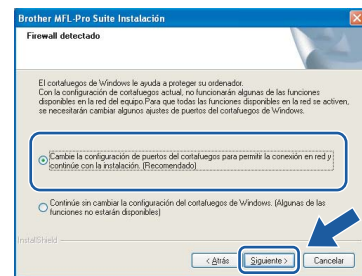 Brother MFL-Pro Suite Instalación
Firewall detectado
El cortafuegos de Windows le ayuda a proteger su ordenador.
Con la configuración de cortafuegos actual, no funcionarán algunas de las funciones
disponibles en la red del equipo.Para que todas las funciones disponibles en la red se activen,
se necesitarán cambiar algunos ajustes de puertos del cortafuegos de Windows.
Cambie la configuración de puertos del cortafuegos para permitir la conexión en red y
continúe con la instalación. (Recomendado)
Continúe sin cambiar la configuración del cortafuegos de Windows. (Algunas de las
funciones no estarán disponibles)
InstallShield
< Atrás Siguiente > Cancelar